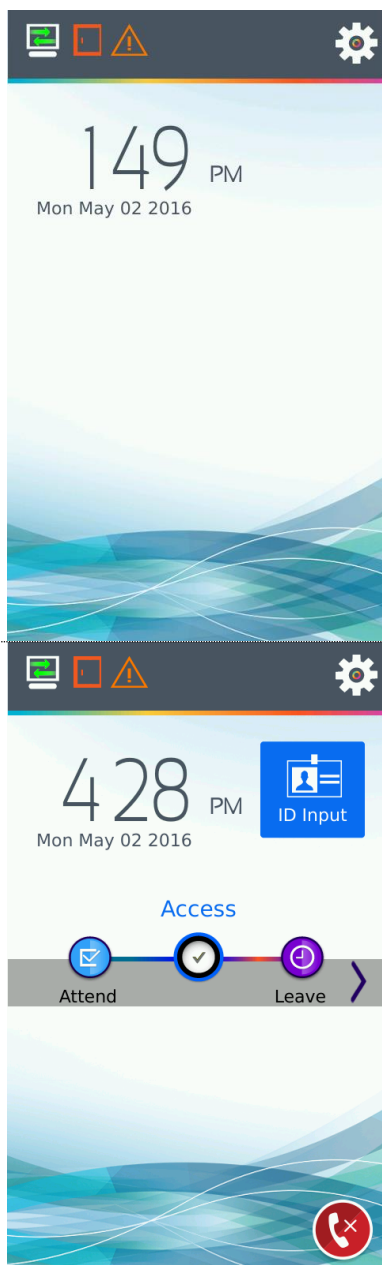 149 PM
Mon May 02 2016
428 PM
ID Input
Mon May 02 2016
Access
Attend
Leave